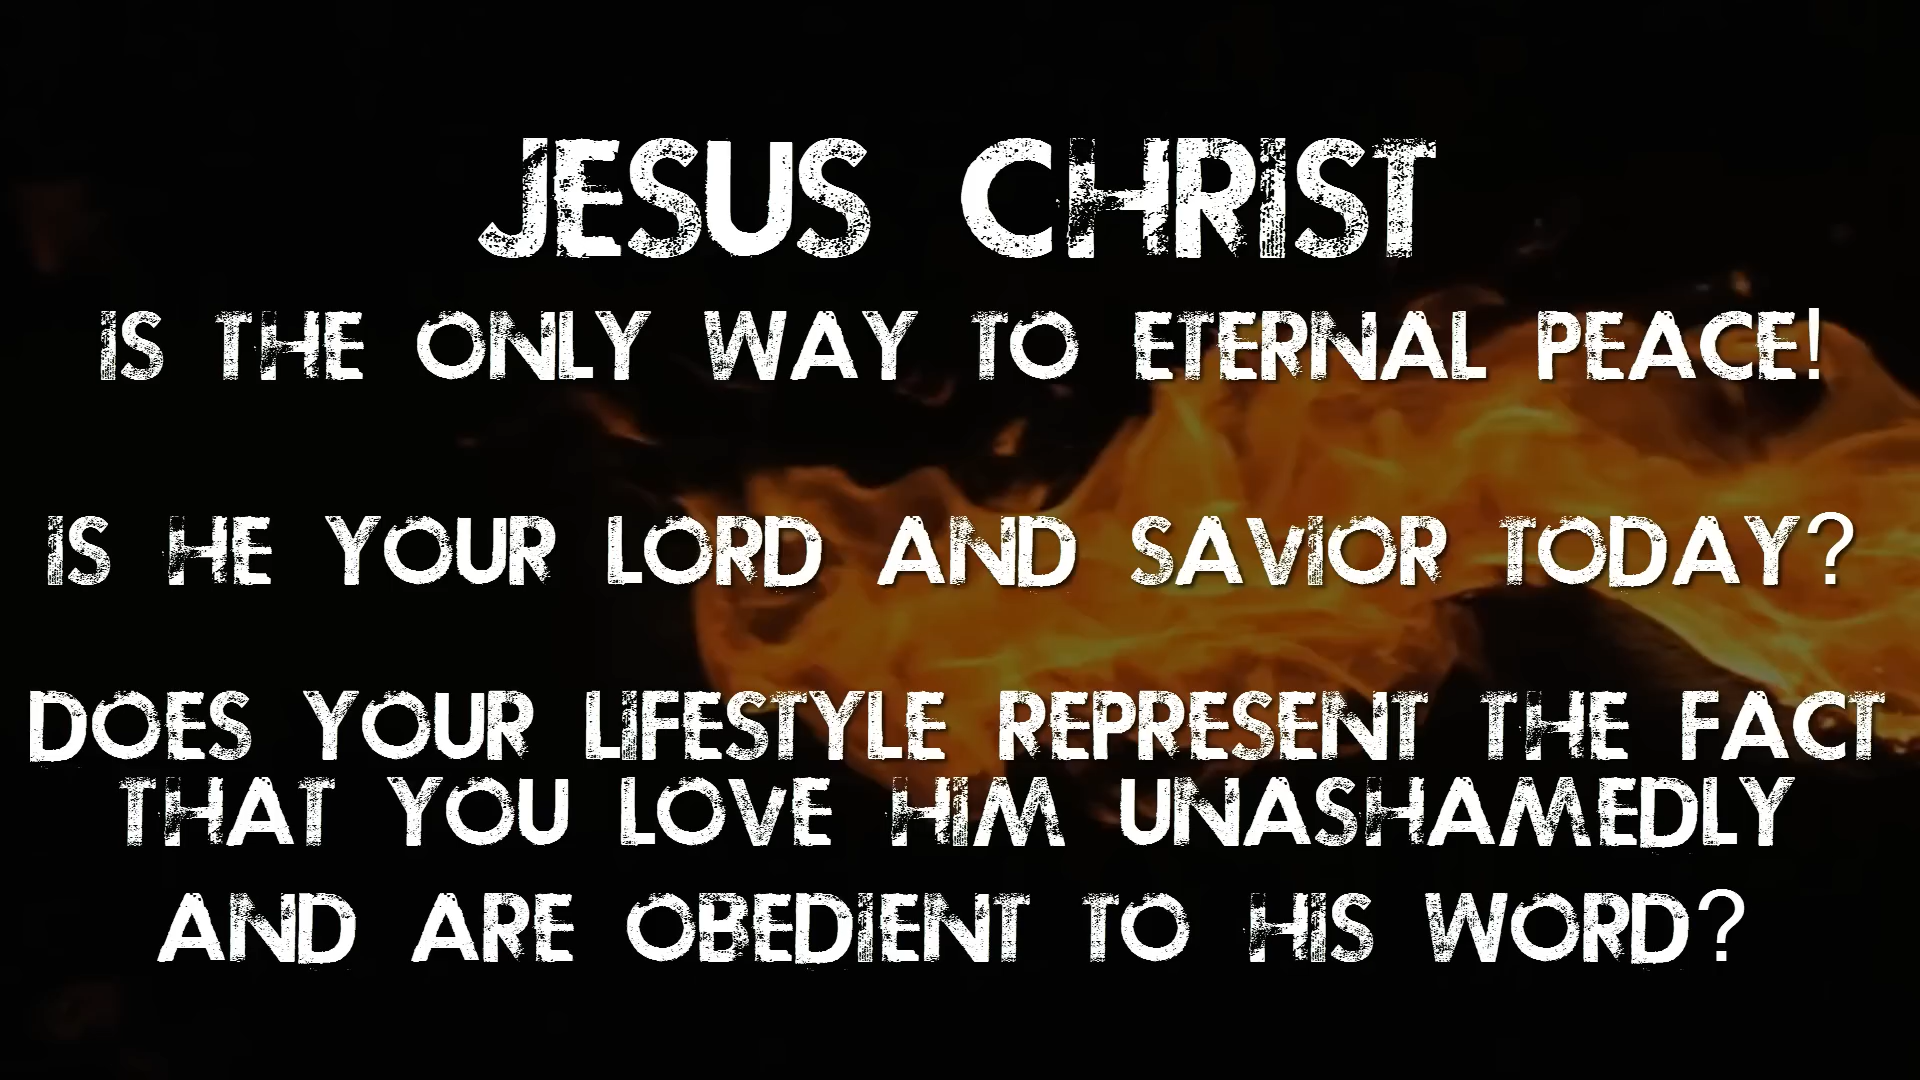 JESUS CHRIST
IS THE ONLY WAY TO ETERNAL PEACE!
IS HE YOUR LORD AND SAVIOR TODAY?
DOES YOUR LIFESTYLE REPRESENT THE FACT
THAT YOU LOVE HIM UNASHAMEDLY
AND ARE OBEDIENT TO HIS WORD?